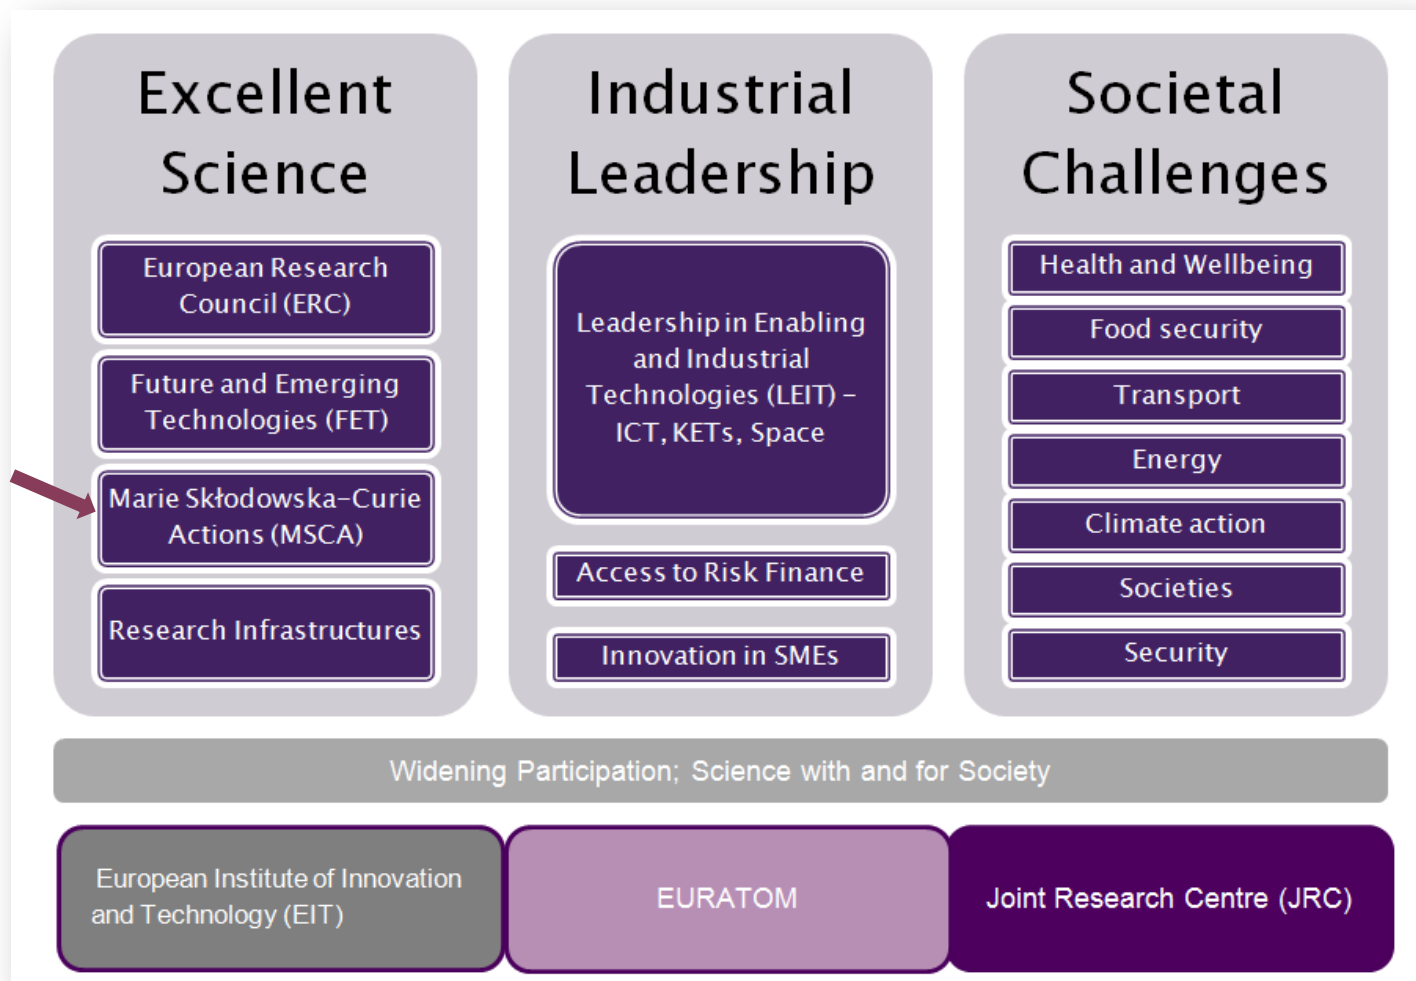 Excellent
Science
European Research
Council (ERC)
Future and Emerging
Technologies (FET)
Marie Skłodowska–Curie
Actions (MSCA)
Research Infrastructures
Industrial
Leadership
Leadership in Enabling
and Industrial
Technologies (LEIT) –
ICT, KETs, Space
Access to Risk Finance
Innovation in SMEs
Societal
Challenges
Health and Wellbeing
Food security
Transport
Energy
Climate action
Societies
Security
Widening Participation; Science with and for Society
European Institute of Innovation
and Technology (EIT)
EURATOM
Joint Research Centre (JRC)